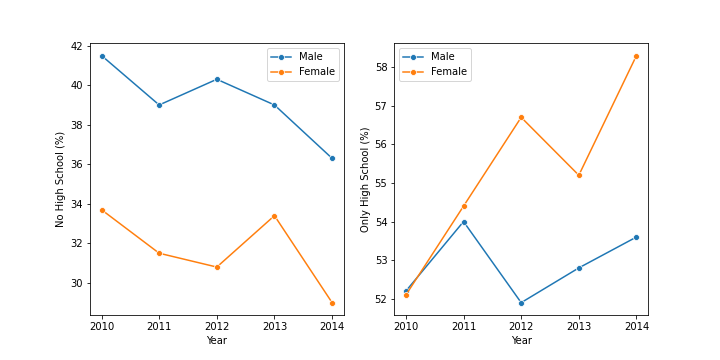 42
40
38
36
34
32
30
No High School (%)
Male
Female
2010 2011 2012 2013 2014
Year
58
57
56
55
54
53
52
Only High School (%)
Male
Female
2010 2011 2012 2013 2014
Year